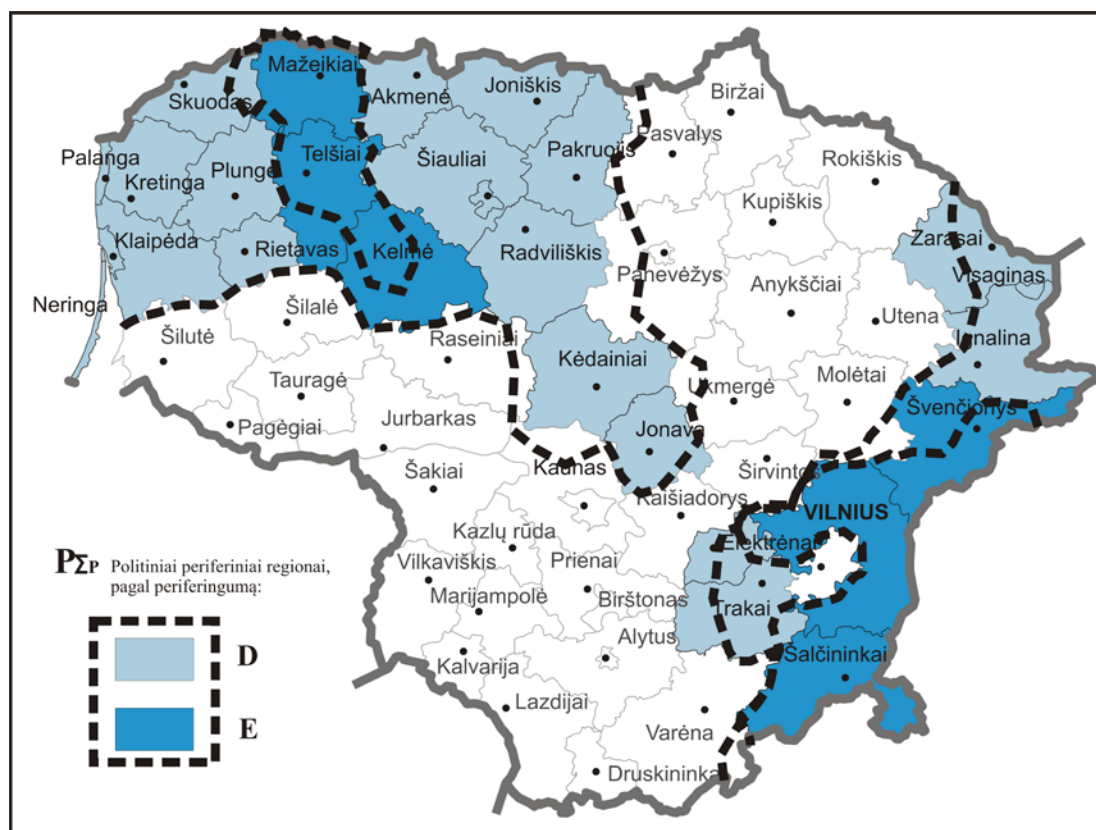 Mažeikiai
Skuodas
Akmenė
Joniškis
Biržai
Pasvalys
Palanga
Kretinga
Plungė
Telšiai
Šiauliai
Pakruojis
Rokiškis
Kupiškis
Klaipėda
Rietavas
Kelmė
Radviliškis
Panevėžys
Zarasai
Visaginas
Anykščiai
Neringa
Šilalė
Utena
Ignalina
Šilutė
Raseiniai
Kėdainiai
Tauragė
Ukmergė
Molėtai
Švenčionys
Pagėgiai
Jurbarkas
Jonava
Kaunas
Širvintos
Šakiai
Kaišiadorys
VILNIUS
Kazlų rūda
Elektrėnai
Vilkaviškis
Prienai
Marijampolė
Birštonas
Trakai
Alytus
Kalvarija
Šalčininkai
Lazdijai
Varėna
Druskininkai
PΣP Politiniai periferiniai regionai,
pagal periferingumą:
D
E